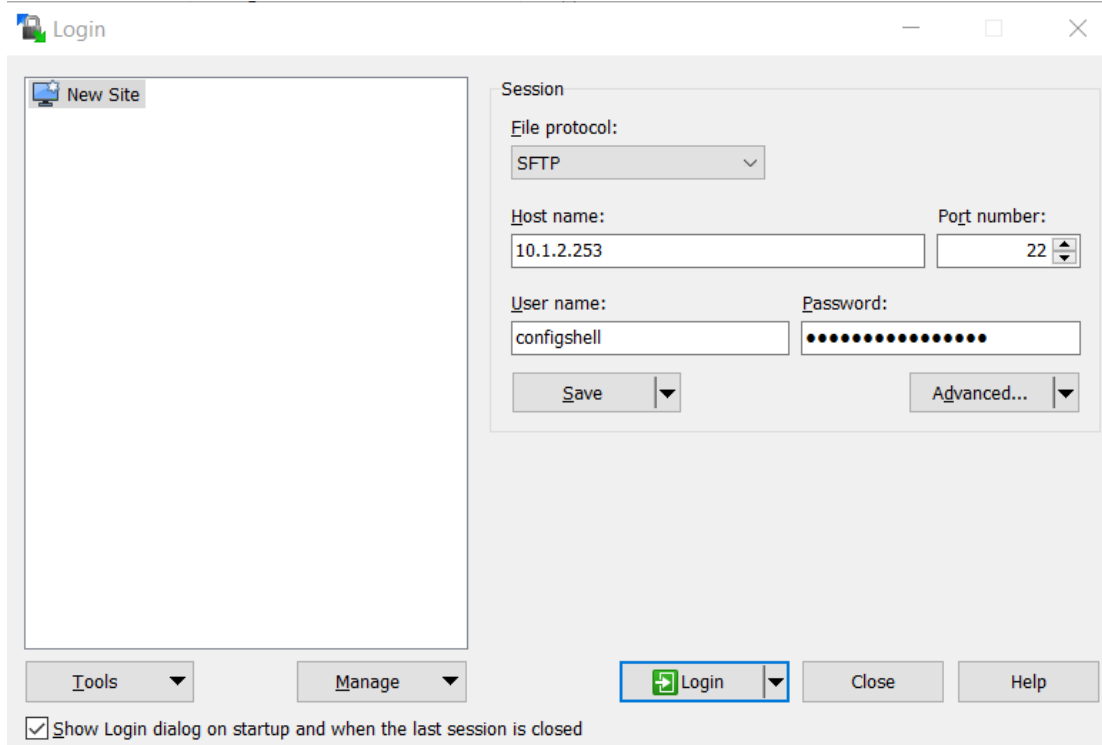 Login
New Site
Session
File protocol:
SFTP
Host name:
Port number:
10.1.2.253
22
User name:
Password:
configshell
••••••••••••••••
Save
Advanced...
Tools
Manage
Login
Close
Help
Show Login dialog on startup and when the last session is closed